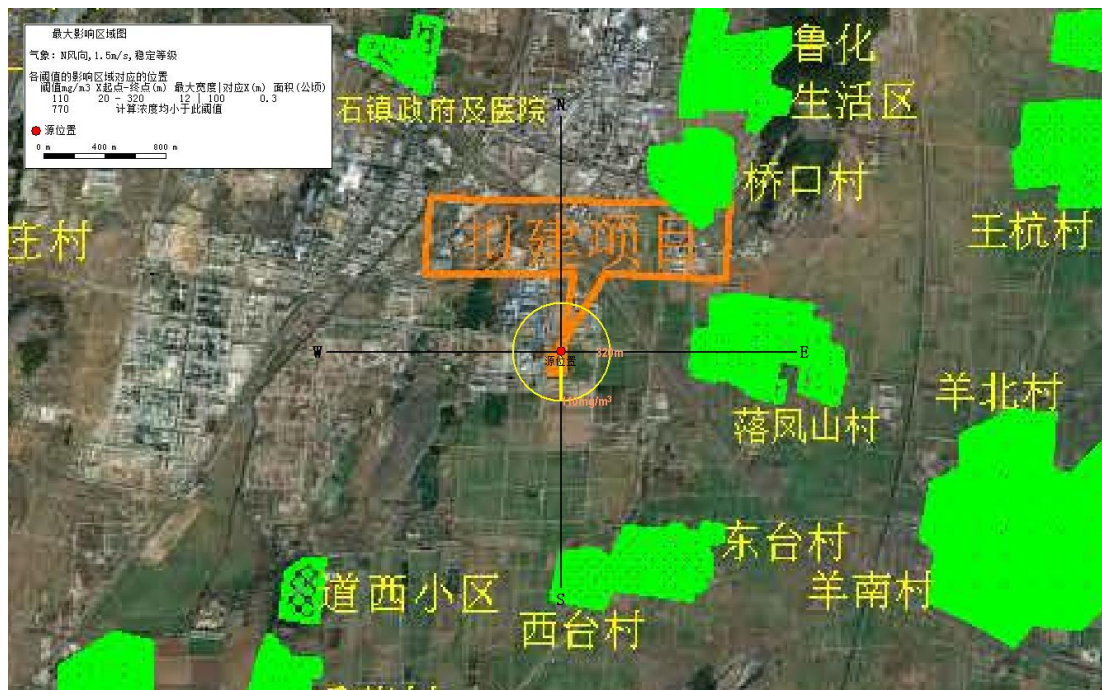 最大影响区域图
气象: N风向,1.5m/s,稳定等级
各阈值的影响区域对应的位置
阈值mg/m3 X起点-终点(m) 最大宽度|对应X(m) 面积(公顷)
110 20 - 320 12 | 100 0.3
770 计算浓度均小于此阈值
源位置
0 m 400 m 800 m
鲁化
生活区
石镇政府及医院
N
桥口村
王杭村
庄村
拟建项目
W
E
320m
源位置
110mg/m³
羊北村
落凤山村
东台村
羊南村
道西小区
S
西台村